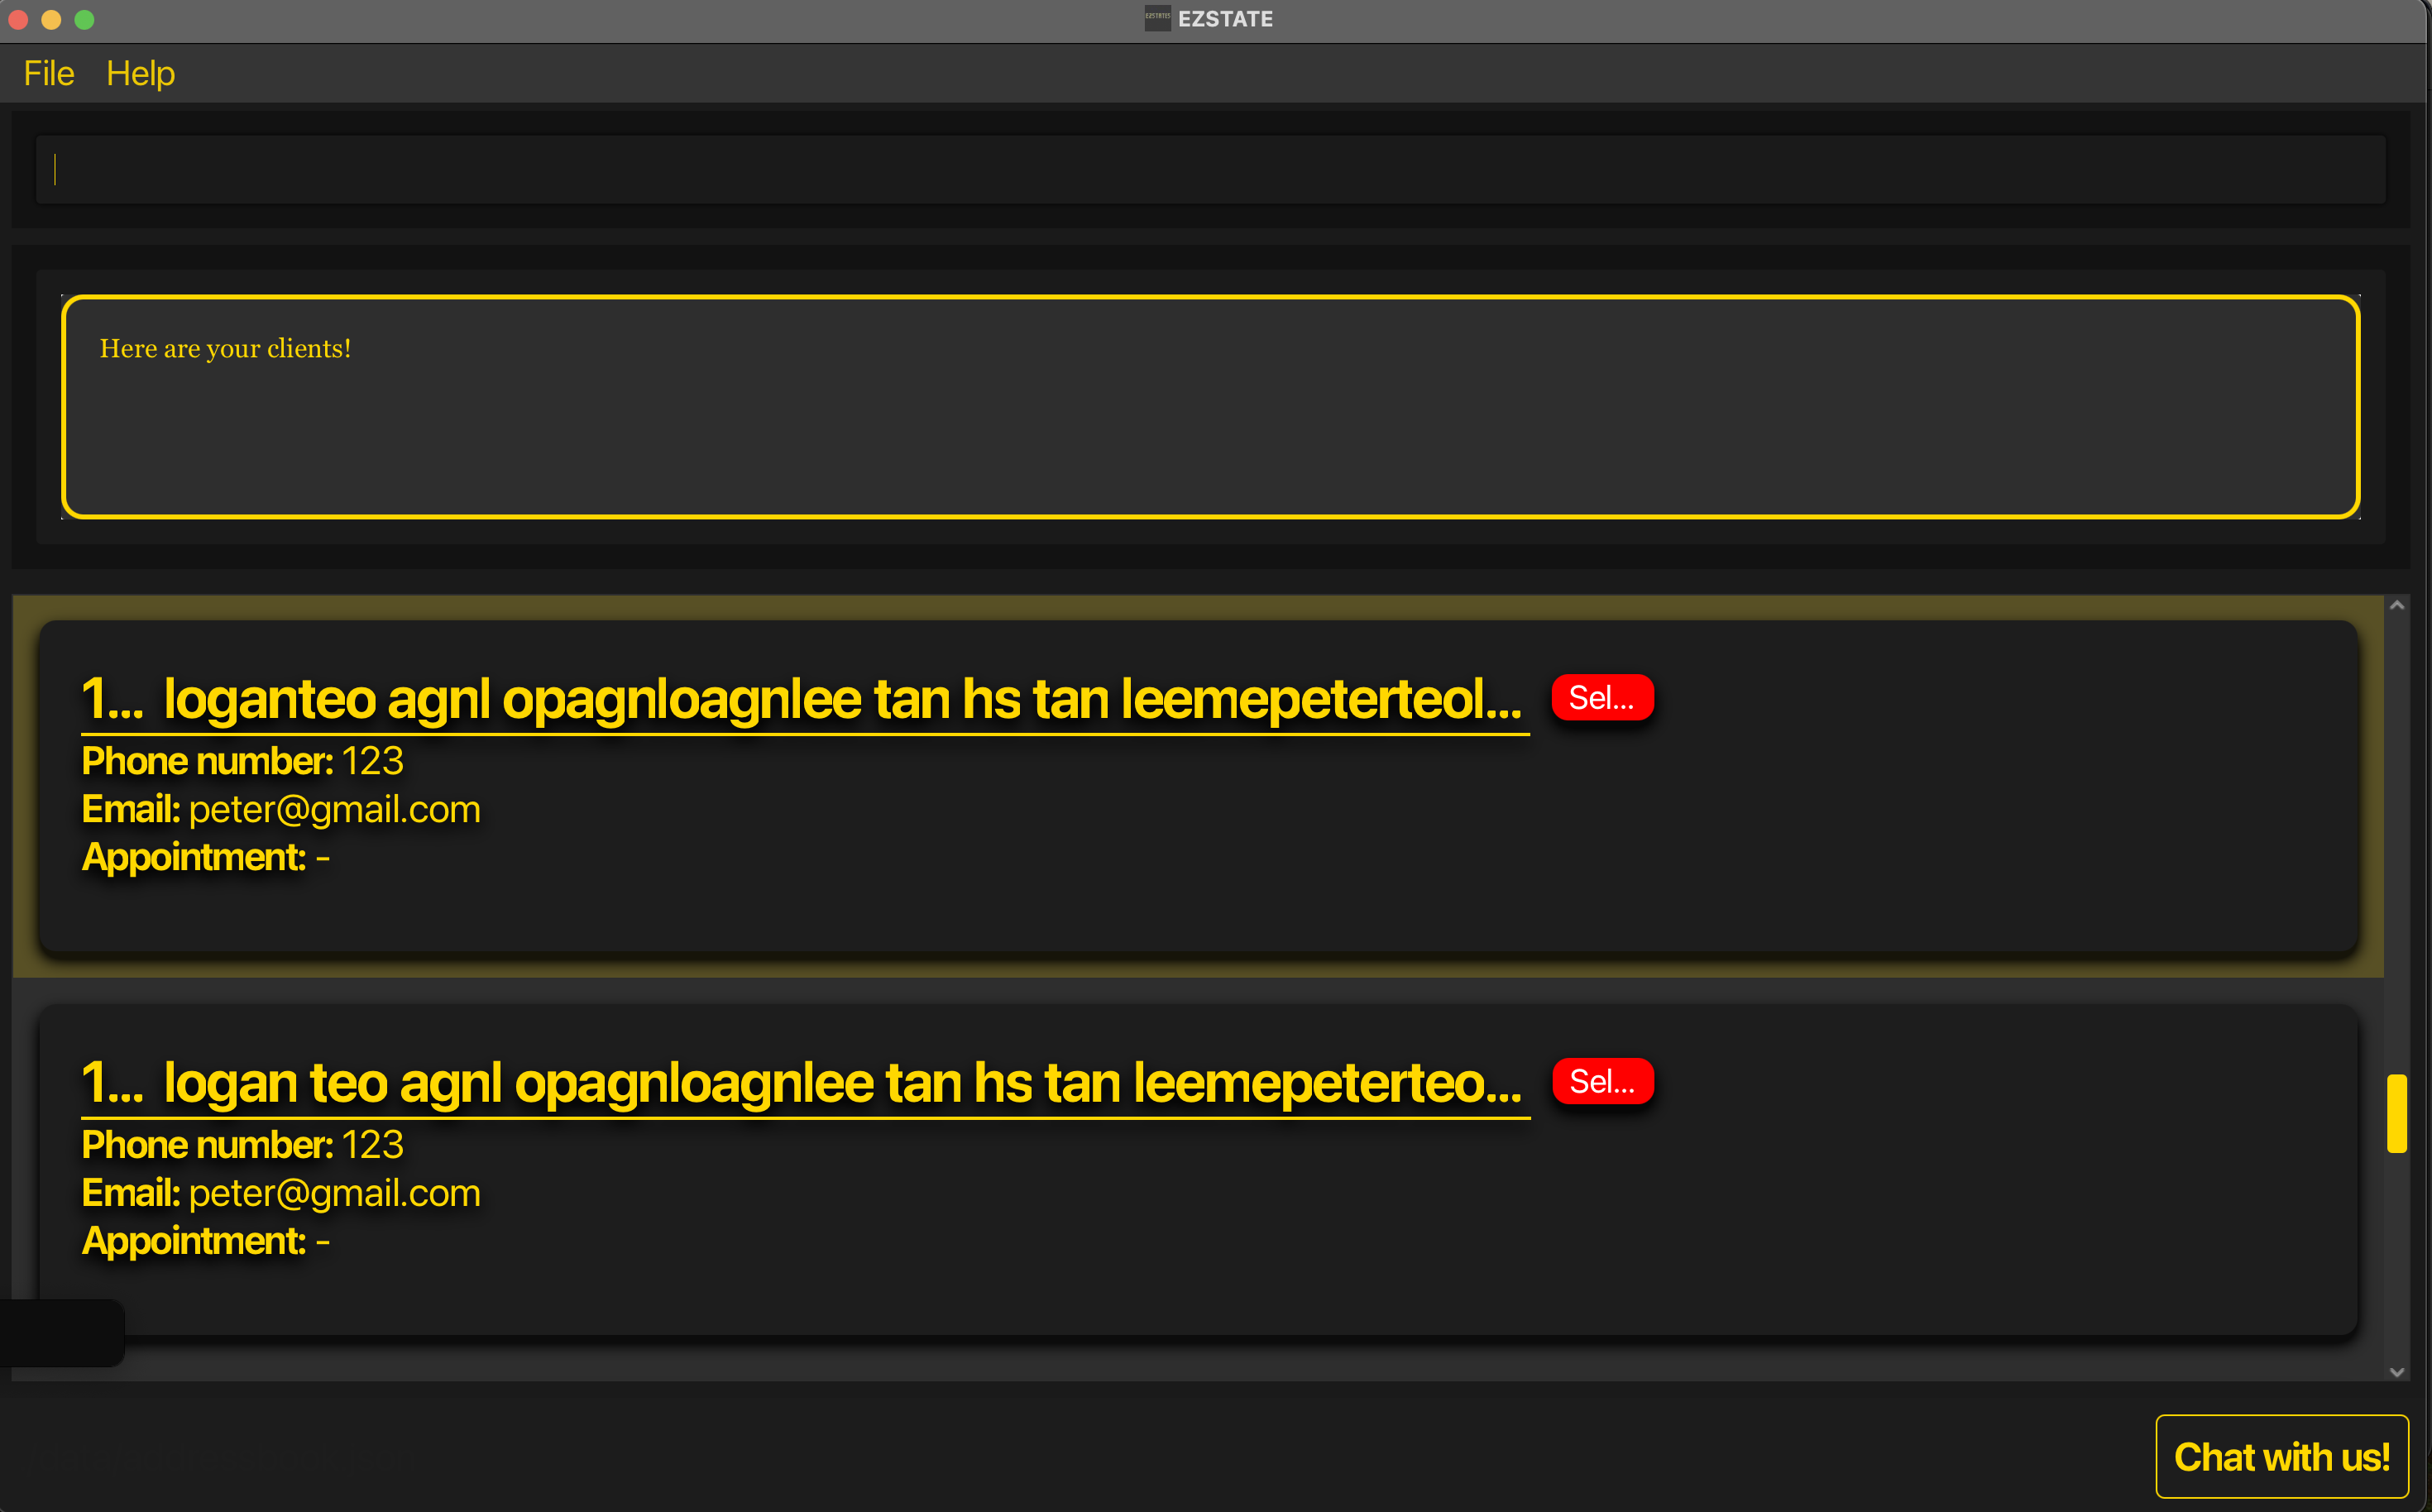 EZSTATES EZSTATE
File Help
Here are your clients!
1... loganteo agnl opagnloagnlee tan hs tan leemepeterteol... Sel...
Phone number: 123
Email: peter@gmail.com
Appointment: -
1... logan teo agnl opagnloagnlee tan hs tan leemepeterteo... Sel...
Phone number: 123
Email: peter@gmail.com
Appointment: -
Chat with us!